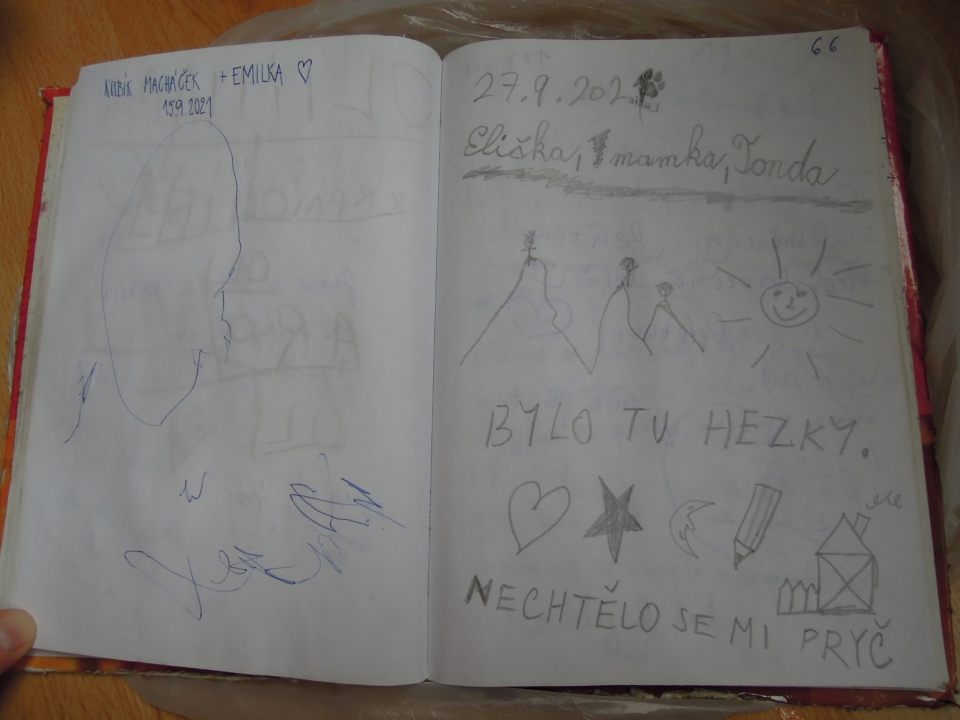 KUBÍK MACHÁČEK + EMILKA ♡
15.9.2021
66
27.9.2021
Eliška, mamka, Tonda
BYLO TU HEZKY.
NECHTĚLO SE MI PRYČ